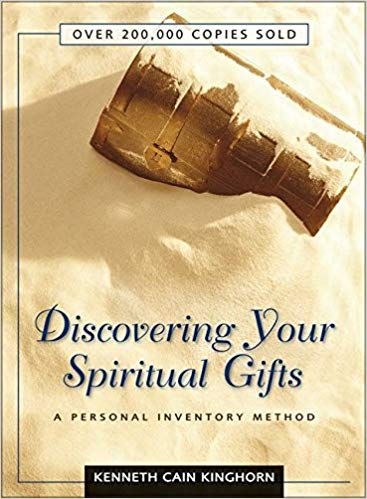 OVER 200,000 COPIES SOLD
Discovering Your
Spiritual Gifts
A PERSONAL INVENTORY METHOD
KENNETH CAIN KINGHORN